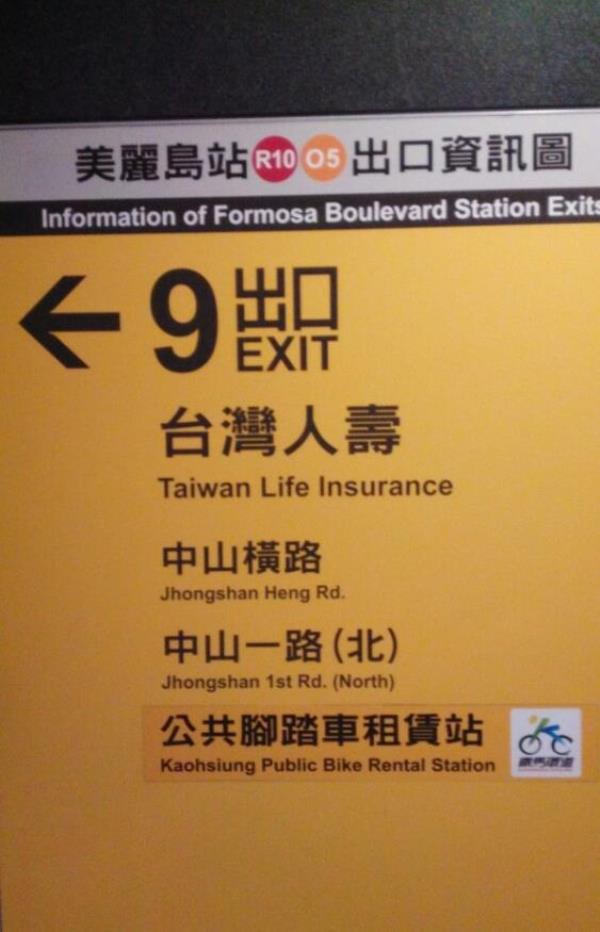 美麗島站 R10 O5 出口資訊圖
Information of Formosa Boulevard Station Exits
9 出口
EXIT
台灣人壽
Taiwan Life Insurance
中山橫路
Jhongshan Heng Rd.
中山一路(北)
Jhongshan 1st Rd. (North)
公共腳踏車租賃站
Kaohsiung Public Bike Rental Station